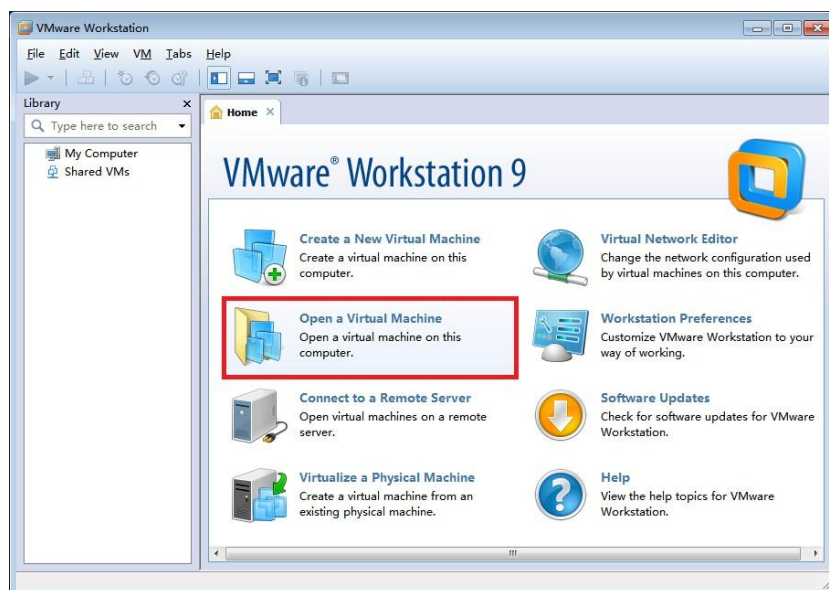 VMware Workstation
File Edit View VM Tabs Help
Library
Home
Type here to search
My Computer
Shared VMs
VMware® Workstation 9
Create a New Virtual Machine
Create a virtual machine on this
computer.
Virtual Network Editor
Change the network configuration used
by virtual machines on this computer.
Open a Virtual Machine
Open a virtual machine on this
computer.
Workstation Preferences
Customize VMware Workstation to your
way of working.
Connect to a Remote Server
Open virtual machines on a remote
server.
Software Updates
Check for software updates for VMware
Workstation.
Virtualize a Physical Machine
Create a virtual machine from an
existing physical machine.
Help
View the help topics for VMware
Workstation.